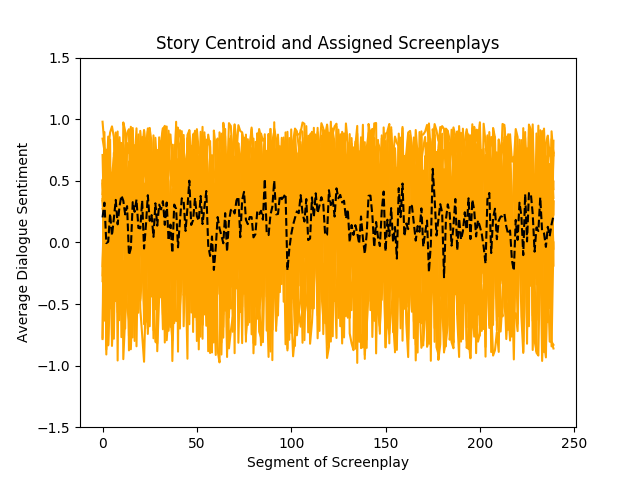 Story Centroid and Assigned Screenplays
1.5
1.0
0.5
0.0
−0.5
−1.0
−1.5
Average Dialogue Sentiment
0 50 100 150 200 250
Segment of Screenplay